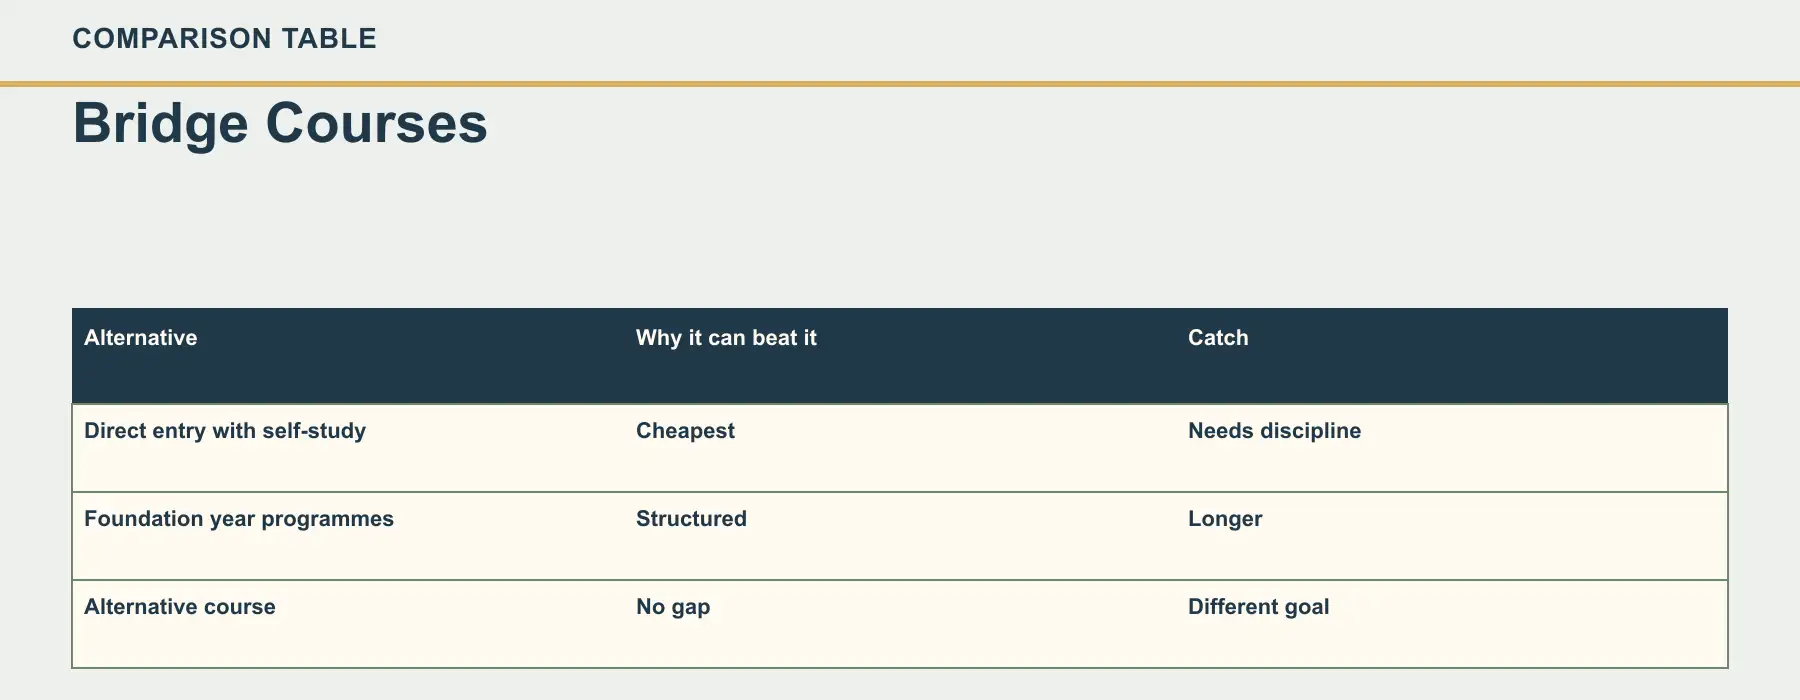 COMPARISON TABLE
Bridge Courses
Alternative Why it can beat it Catch
Direct entry with self-study Cheapest Needs discipline
Foundation year programmes Structured Longer
Alternative course No gap Different goal